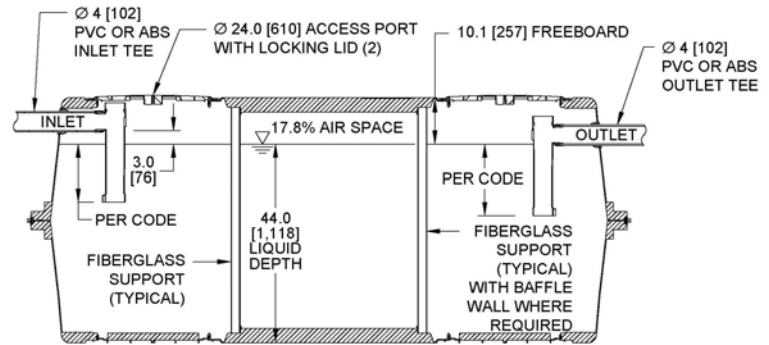 Ø 4 [102]
PVC OR ABS
INLET TEE
Ø 24.0 [610] ACCESS PORT
WITH LOCKING LID (2)
10.1 [257] FREEBOARD
Ø 4 [102]
PVC OR ABS
OUTLET TEE
INLET
17.8% AIR SPACE
OUTLET
3.0
[76]
PER CODE
PER CODE
44.0
[1,118]
LIQUID
DEPTH
FIBERGLASS
SUPPORT
(TYPICAL)
FIBERGLASS
SUPPORT
(TYPICAL)
WITH BAFFLE
WALL WHERE
REQUIRED